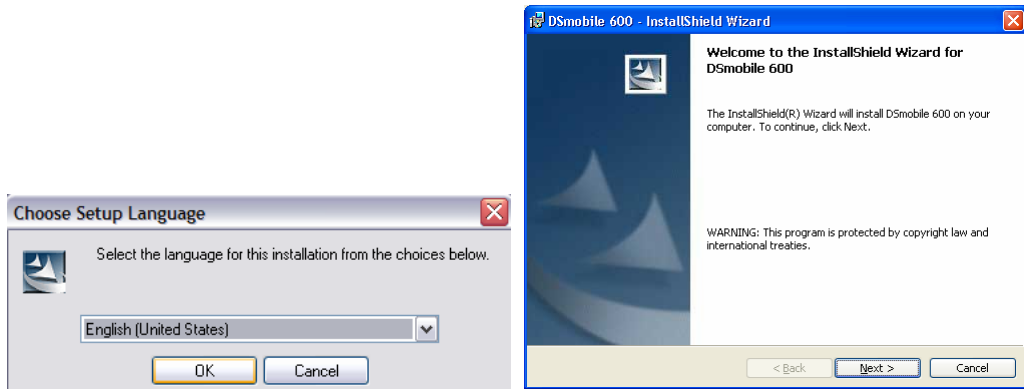 Choose Setup Language
Select the language for this installation from the choices below.
English (United States)
OK
Cancel
DSmobile 600 - InstallShield Wizard
Welcome to the InstallShield Wizard for
DSmobile 600
The InstallShield(R) Wizard will install DSmobile 600 on your
computer. To continue, click Next.
WARNING: This program is protected by copyright law and
international treaties.
< Back
Next >
Cancel